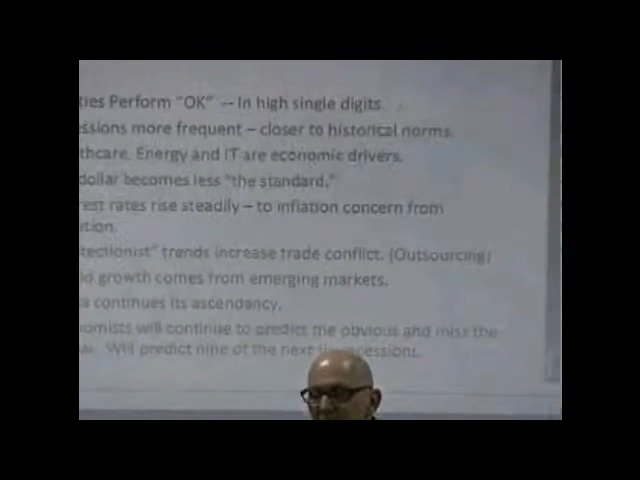 ties Perform "OK" -- In high single digits
ssions more frequent – closer to historical norms.
thcare, Energy and IT are economic drivers.
dollar becomes less "the standard."
rest rates rise steadily – to inflation concern from
tion.
tectionist" trends increase trade conflict. (Outsourcing)
ld growth comes from emerging markets.
a continues its ascendancy.
nomists will continue to predict the obvious and miss the
Will predict nine of the next recessions.